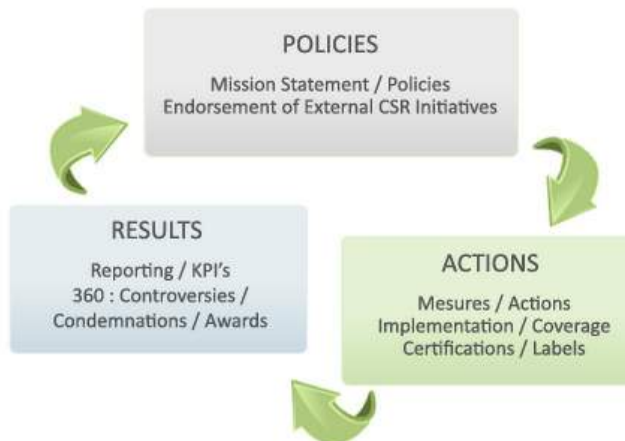 POLICIES
Mission Statement / Policies
Endorsement of External CSR Initiatives
RESULTS
Reporting / KPI's
360 : Controversies /
Condemnations / Awards
ACTIONS
Mesures / Actions
Implementation / Coverage
Certifications / Labels